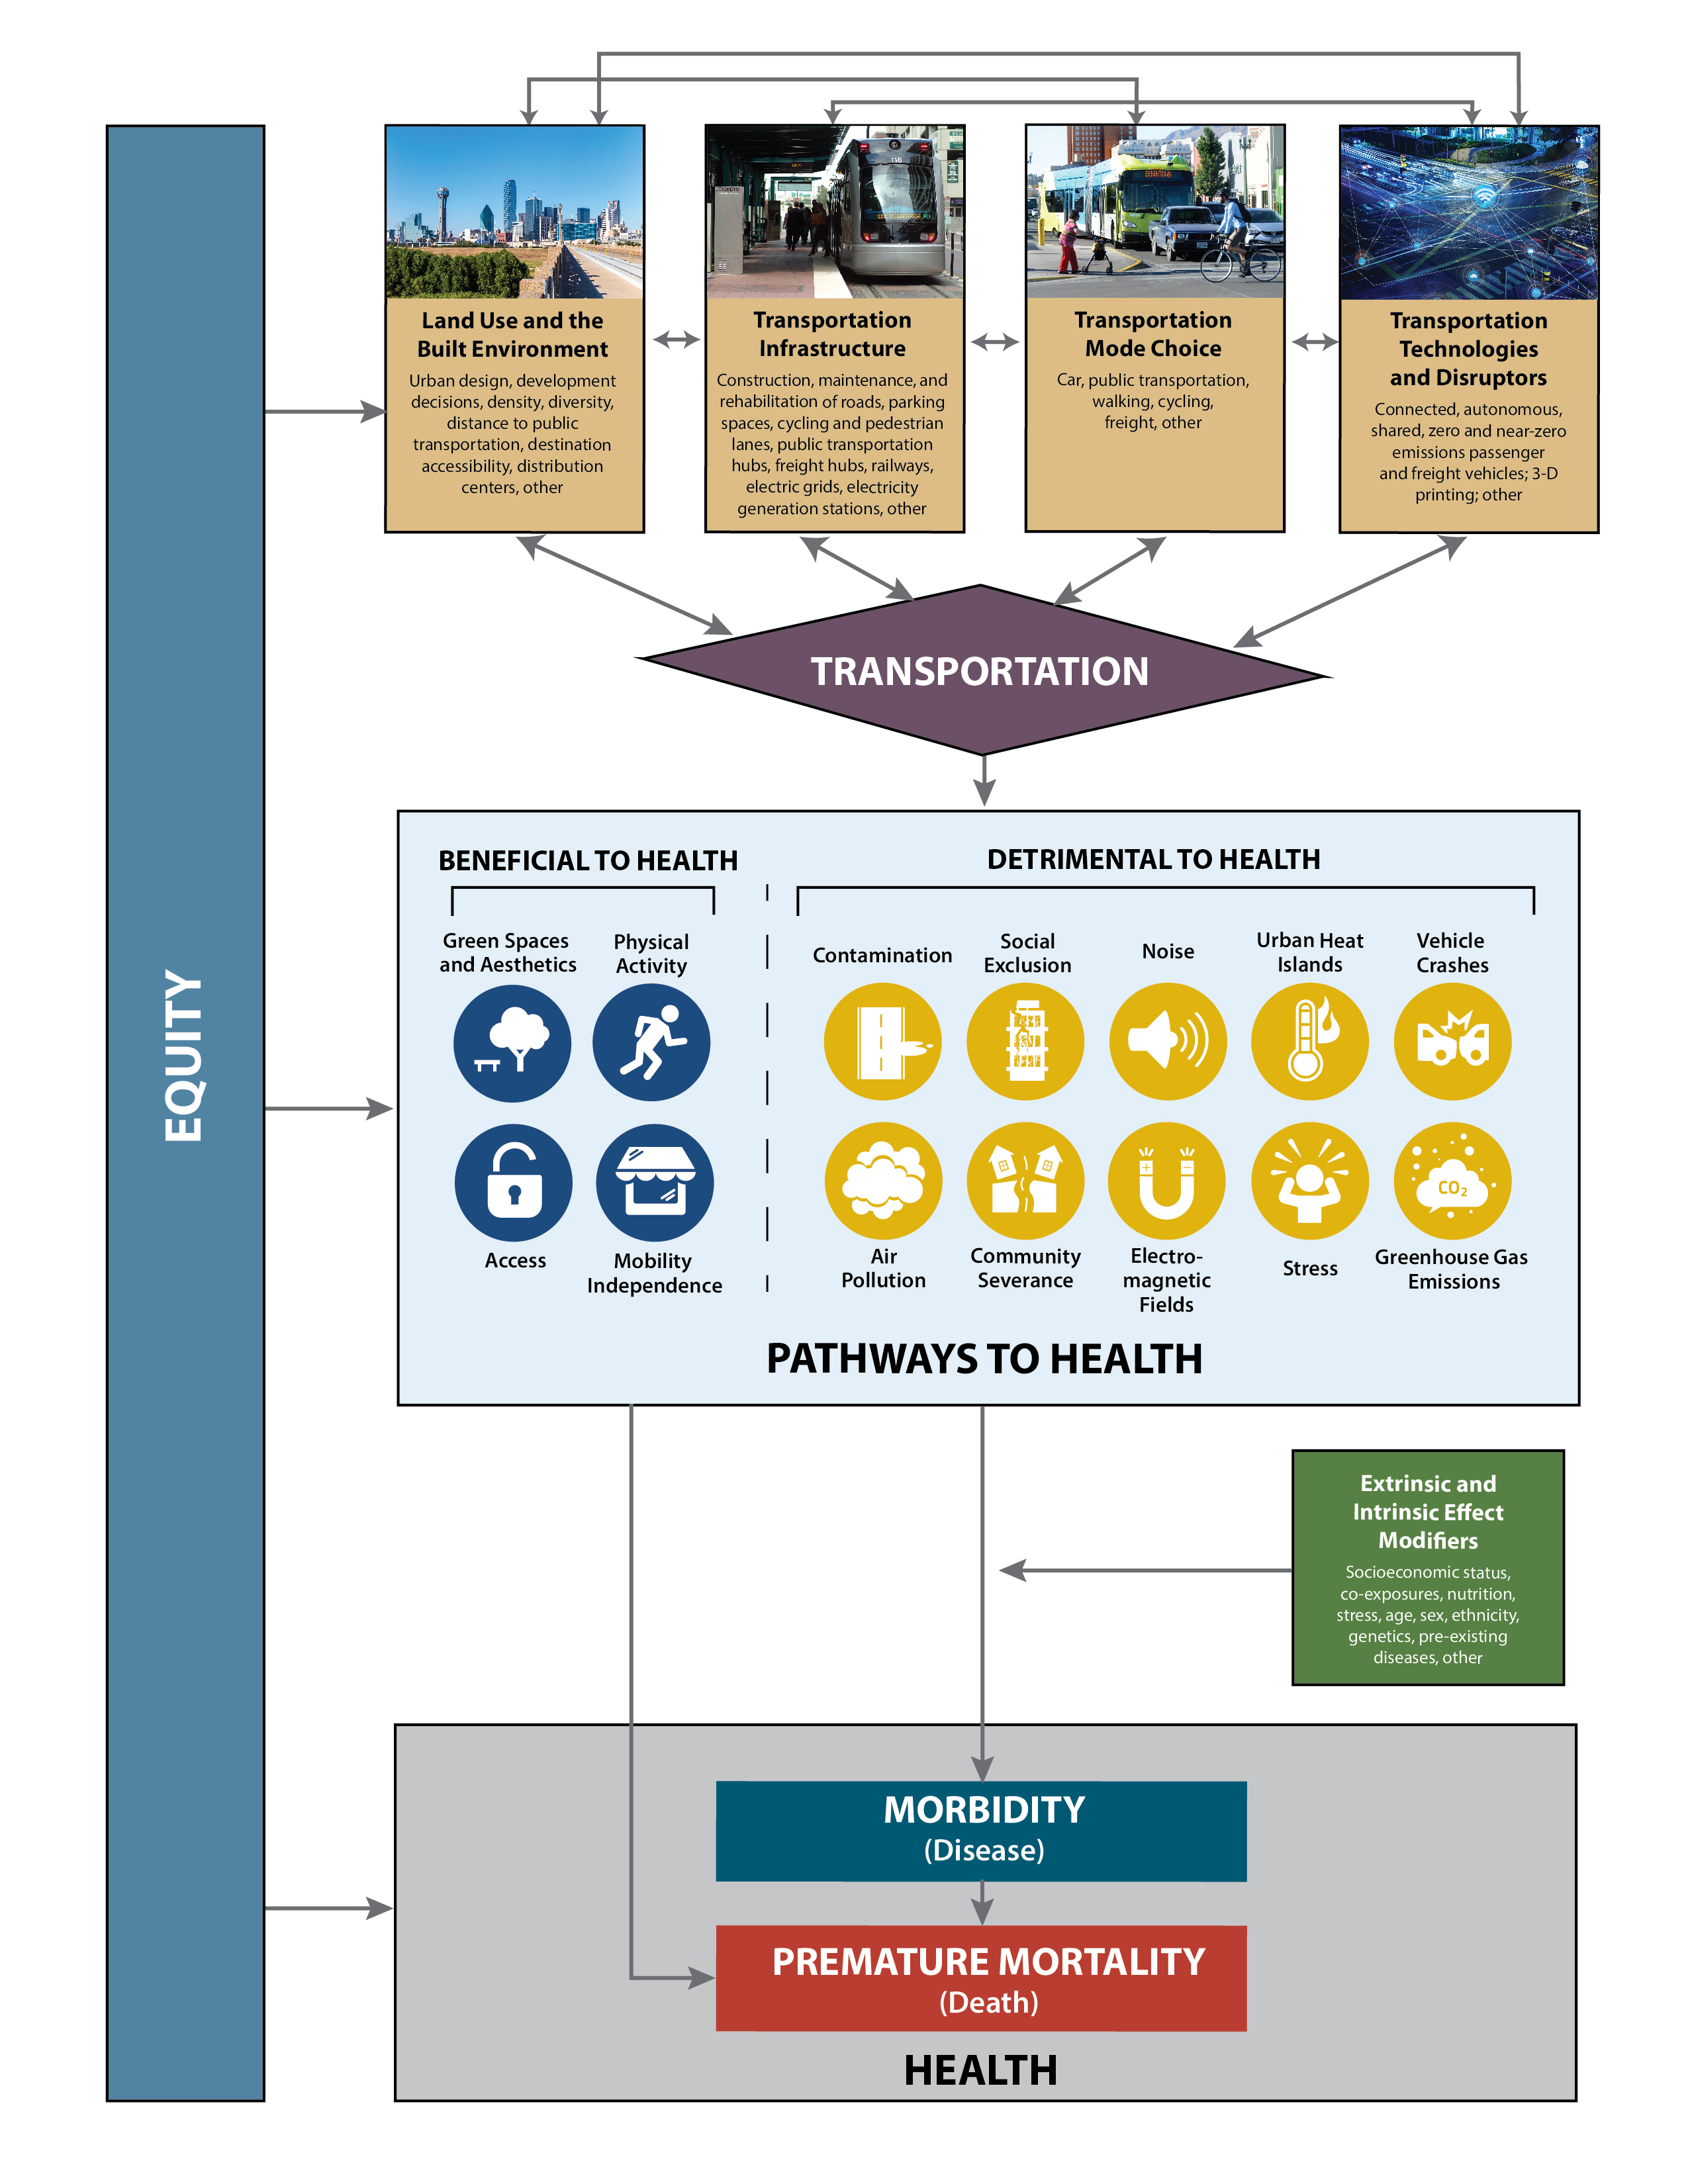 EQUITY
Land Use and the
Built Environment
Urban design, development
decisions, density, diversity,
distance to public
transportation, destination
accessibility, distribution
centers, other
Transportation
Infrastructure
Construction, maintenance, and
rehabilitation of roads, parking
spaces, cycling and pedestrian
lanes, public transportation
hubs, freight hubs, railways,
electric grids, electricity
generation stations, other
Transportation
Mode Choice
Car, public transportation,
walking, cycling,
freight, other
Transportation
Technologies
and Disruptors
Connected, autonomous,
shared, zero and near-zero
emissions passenger
and freight vehicles; 3-D
printing; other
TRANSPORTATION
BENEFICIAL TO HEALTH
Green Spaces
and Aesthetics
Physical
Activity
Access
Mobility
Independence
DETRIMENTAL TO HEALTH
Contamination
Social
Exclusion
Noise
Urban Heat
Islands
Vehicle
Crashes
CO₂
Air
Pollution
Community
Severance
Electro-
magnetic
Fields
Stress
Greenhouse Gas
Emissions
PATHWAYS TO HEALTH
Extrinsic and
Intrinsic Effect
Modifiers
Socioeconomic status,
co-exposures, nutrition,
stress, age, sex, ethnicity,
genetics, pre-existing
diseases, other
MORBIDITY
(Disease)
PREMATURE MORTALITY
(Death)
HEALTH